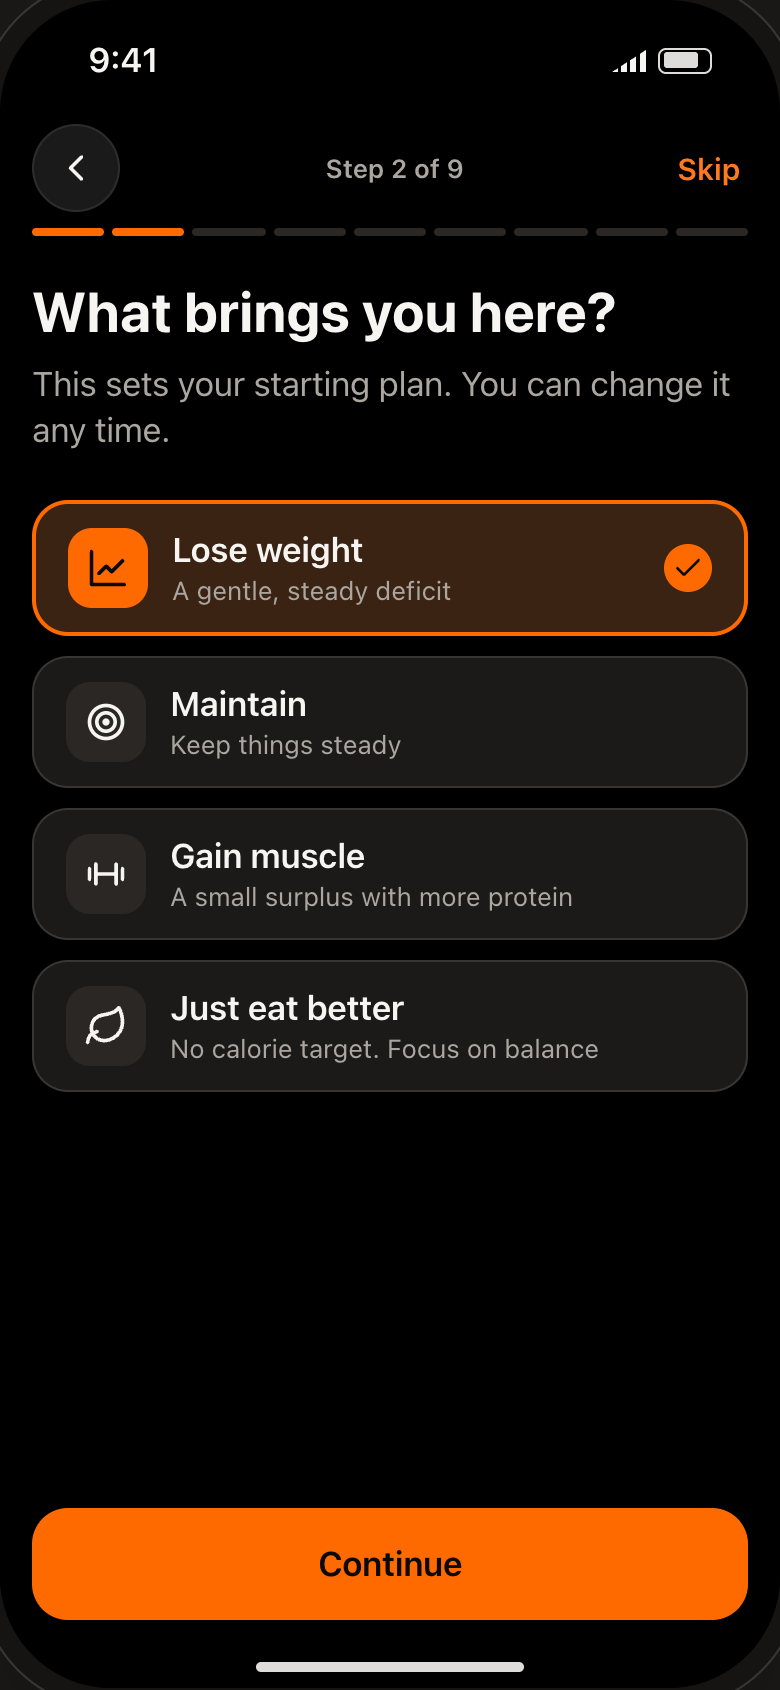 9:41
Step 2 of 9
Skip
What brings you here?
This sets your starting plan. You can change it
any time.
Lose weight
A gentle, steady deficit
Maintain
Keep things steady
Gain muscle
A small surplus with more protein
Just eat better
No calorie target. Focus on balance
Continue